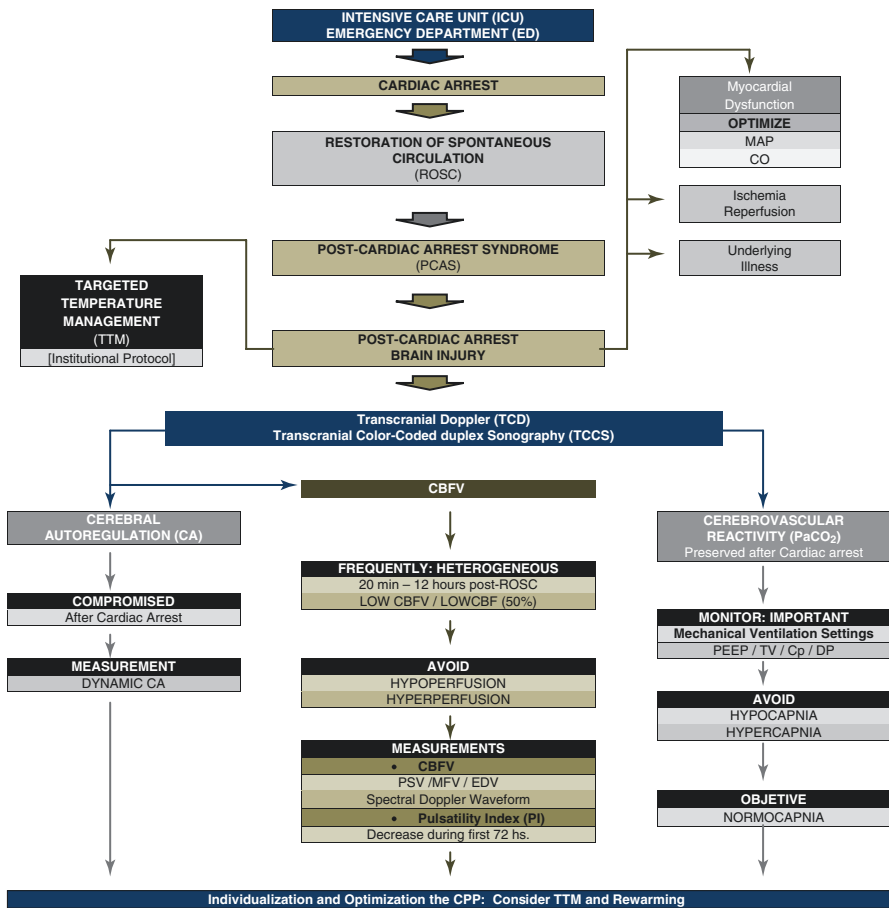 INTENSIVE CARE UNIT (ICU)
EMERGENCY DEPARTMENT (ED)
CARDIAC ARREST
RESTORATION OF SPONTANEOUS
CIRCULATION
(ROSC)
Myocardial
Dysfunction
OPTIMIZE
MAP
CO
Ischemia
Reperfusion
Underlying
Illness
POST-CARDIAC ARREST SYNDROME
(PCAS)
TARGETED
TEMPERATURE
MANAGEMENT
(TTM)
[Institutional Protocol]
POST-CARDIAC ARREST
BRAIN INJURY
Transcranial Doppler (TCD)
Transcranial Color-Coded duplex Sonography (TCCS)
CEREBRAL
AUTOREGULATION (CA)
COMPROMISED
After Cardiac Arrest
MEASUREMENT
DYNAMIC CA
CBFV
FREQUENTLY: HETEROGENEOUS
20 min – 12 hours post-ROSC
LOW CBFV / LOWCBF (50%)
AVOID
HYPOPERFUSION
HYPERPERFUSION
MEASUREMENTS
• CBFV
PSV /MFV / EDV
Spectral Doppler Waveform
• Pulsatility Index (PI)
Decrease during first 72 hs.
CEREBROVASCULAR
REACTIVITY (PaCO₂)
Preserved after Cardiac arrest
MONITOR: IMPORTANT
Mechanical Ventilation Settings
PEEP / TV / Cp / DP
AVOID
HYPOCAPNIA
HYPERCAPNIA
OBJETIVE
NORMOCAPNIA
Individualization and Optimization the CPP: Consider TTM and Rewarming